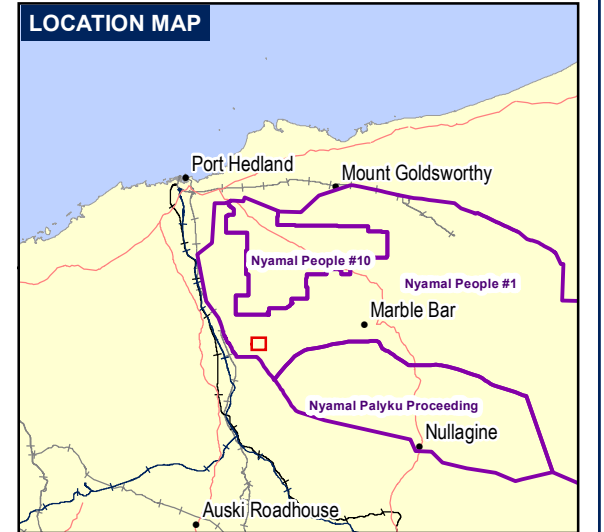 LOCATION MAP
Port Hedland
Mount Goldsworthy
Nyamal People #10
Nyamal People #1
Marble Bar
Nyamal Palyku Proceeding
Nullagine
Auski Roadhouse